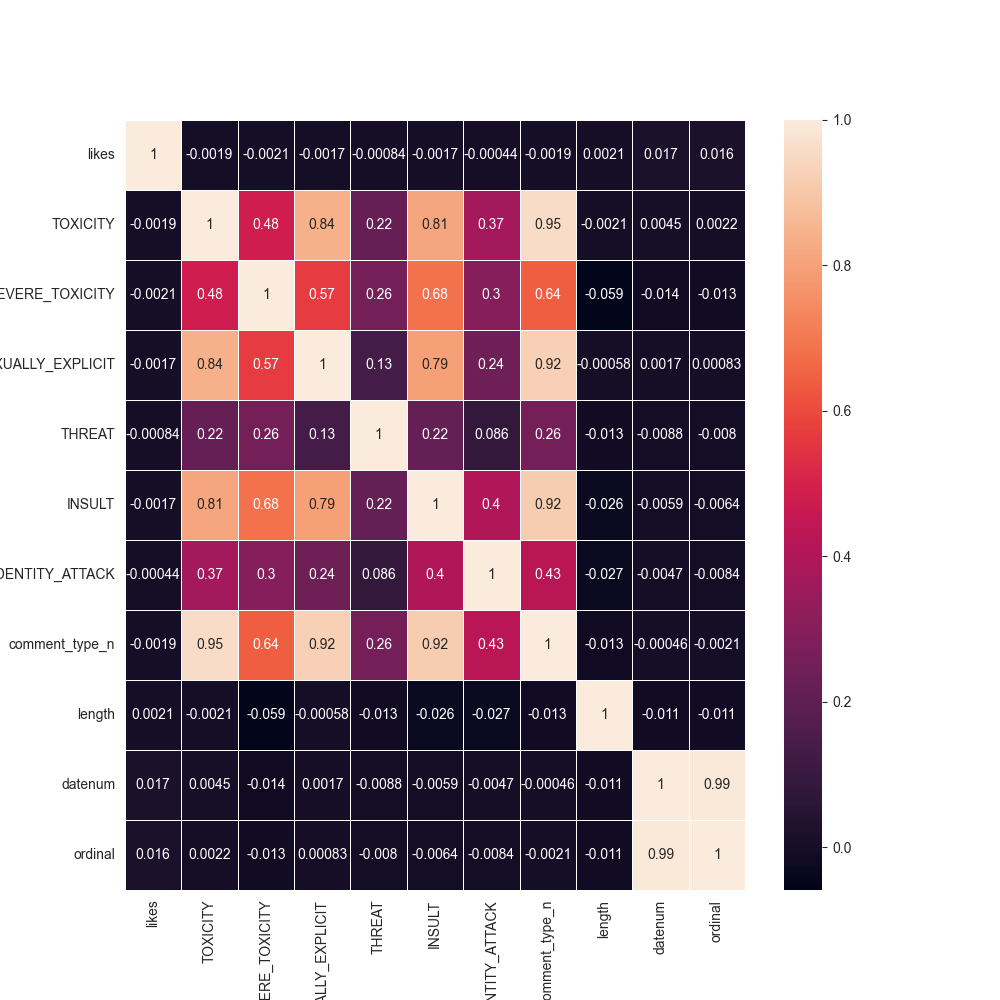 likes 1 -0.0019 -0.0021 -0.0017 -0.00084 -0.0017 -0.00044 -0.0019 0.0021 0.017 0.016
TOXICITY -0.0019 1 0.48 0.84 0.22 0.81 0.37 0.95 -0.0021 0.0045 0.0022
EVERE_TOXICITY -0.0021 0.48 1 0.57 0.26 0.68 0.3 0.64 -0.059 -0.014 -0.013
XUALLY_EXPLICIT -0.0017 0.84 0.57 1 0.13 0.79 0.24 0.92 -0.00058 0.0017 0.00083
THREAT -0.00084 0.22 0.26 0.13 1 0.22 0.086 0.26 -0.013 -0.0088 -0.008
INSULT -0.0017 0.81 0.68 0.79 0.22 1 0.4 0.92 -0.026 -0.0059 -0.0064
DENTITY_ATTACK -0.00044 0.37 0.3 0.24 0.086 0.4 1 0.43 -0.027 -0.0047 -0.0084
comment_type_n -0.0019 0.95 0.64 0.92 0.26 0.92 0.43 1 -0.013 -0.00046 -0.0021
length 0.0021 -0.0021 -0.059 -0.00058 -0.013 -0.026 -0.027 -0.013 1 -0.011 -0.011
datenum 0.017 0.0045 -0.014 0.0017 -0.0088 -0.0059 -0.0047 -0.00046 -0.011 1 0.99
ordinal 0.016 0.0022 -0.013 0.00083 -0.008 -0.0064 -0.0084 -0.0021 -0.011 0.99 1
likes
TOXICITY
ERE_TOXICITY
ALLY_EXPLICIT
THREAT
INSULT
NTITY_ATTACK
omment_type_n
length
datenum
ordinal
1.0
0.8
0.6
0.4
0.2
0.0